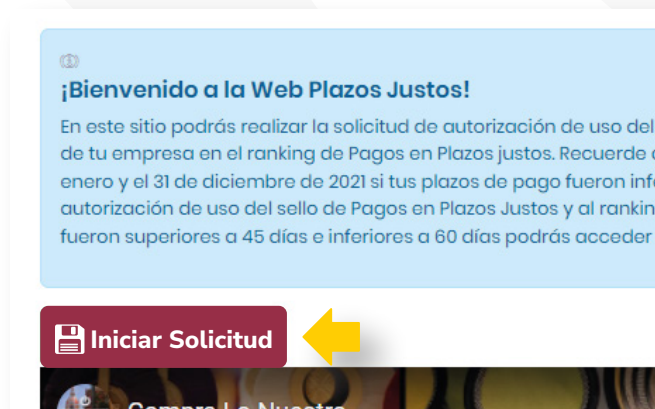 ¡Bienvenido a la Web Plazos Justos!
En este sitio podrás realizar la solicitud de autorización de uso del
de tu empresa en el ranking de Pagos en Plazos justos. Recuerde
enero y el 31 de diciembre de 2021 si tus plazos de pago fueron
autorización de uso del sello de Pagos en Plazos Justos y al
fueron superiores a 45 días e inferiores a 60 días podrás acceder
Iniciar Solicitud
Compra Lo Nuestro